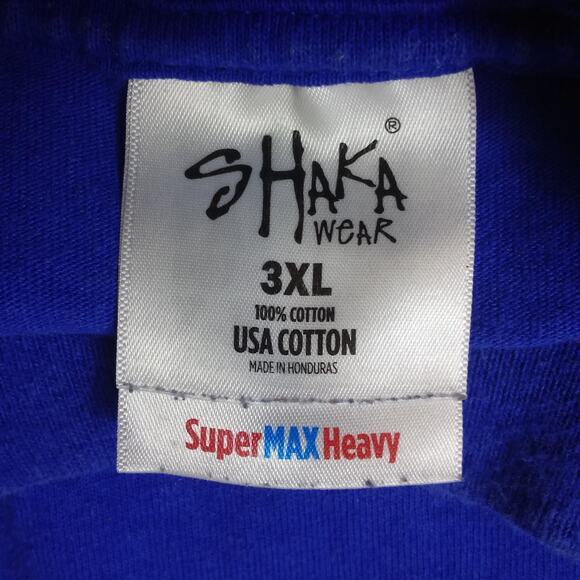 SHAKA®
WEAR
3XL
100% COTTON
USA COTTON
MADE IN HONDURAS
SuperMAXHeavy